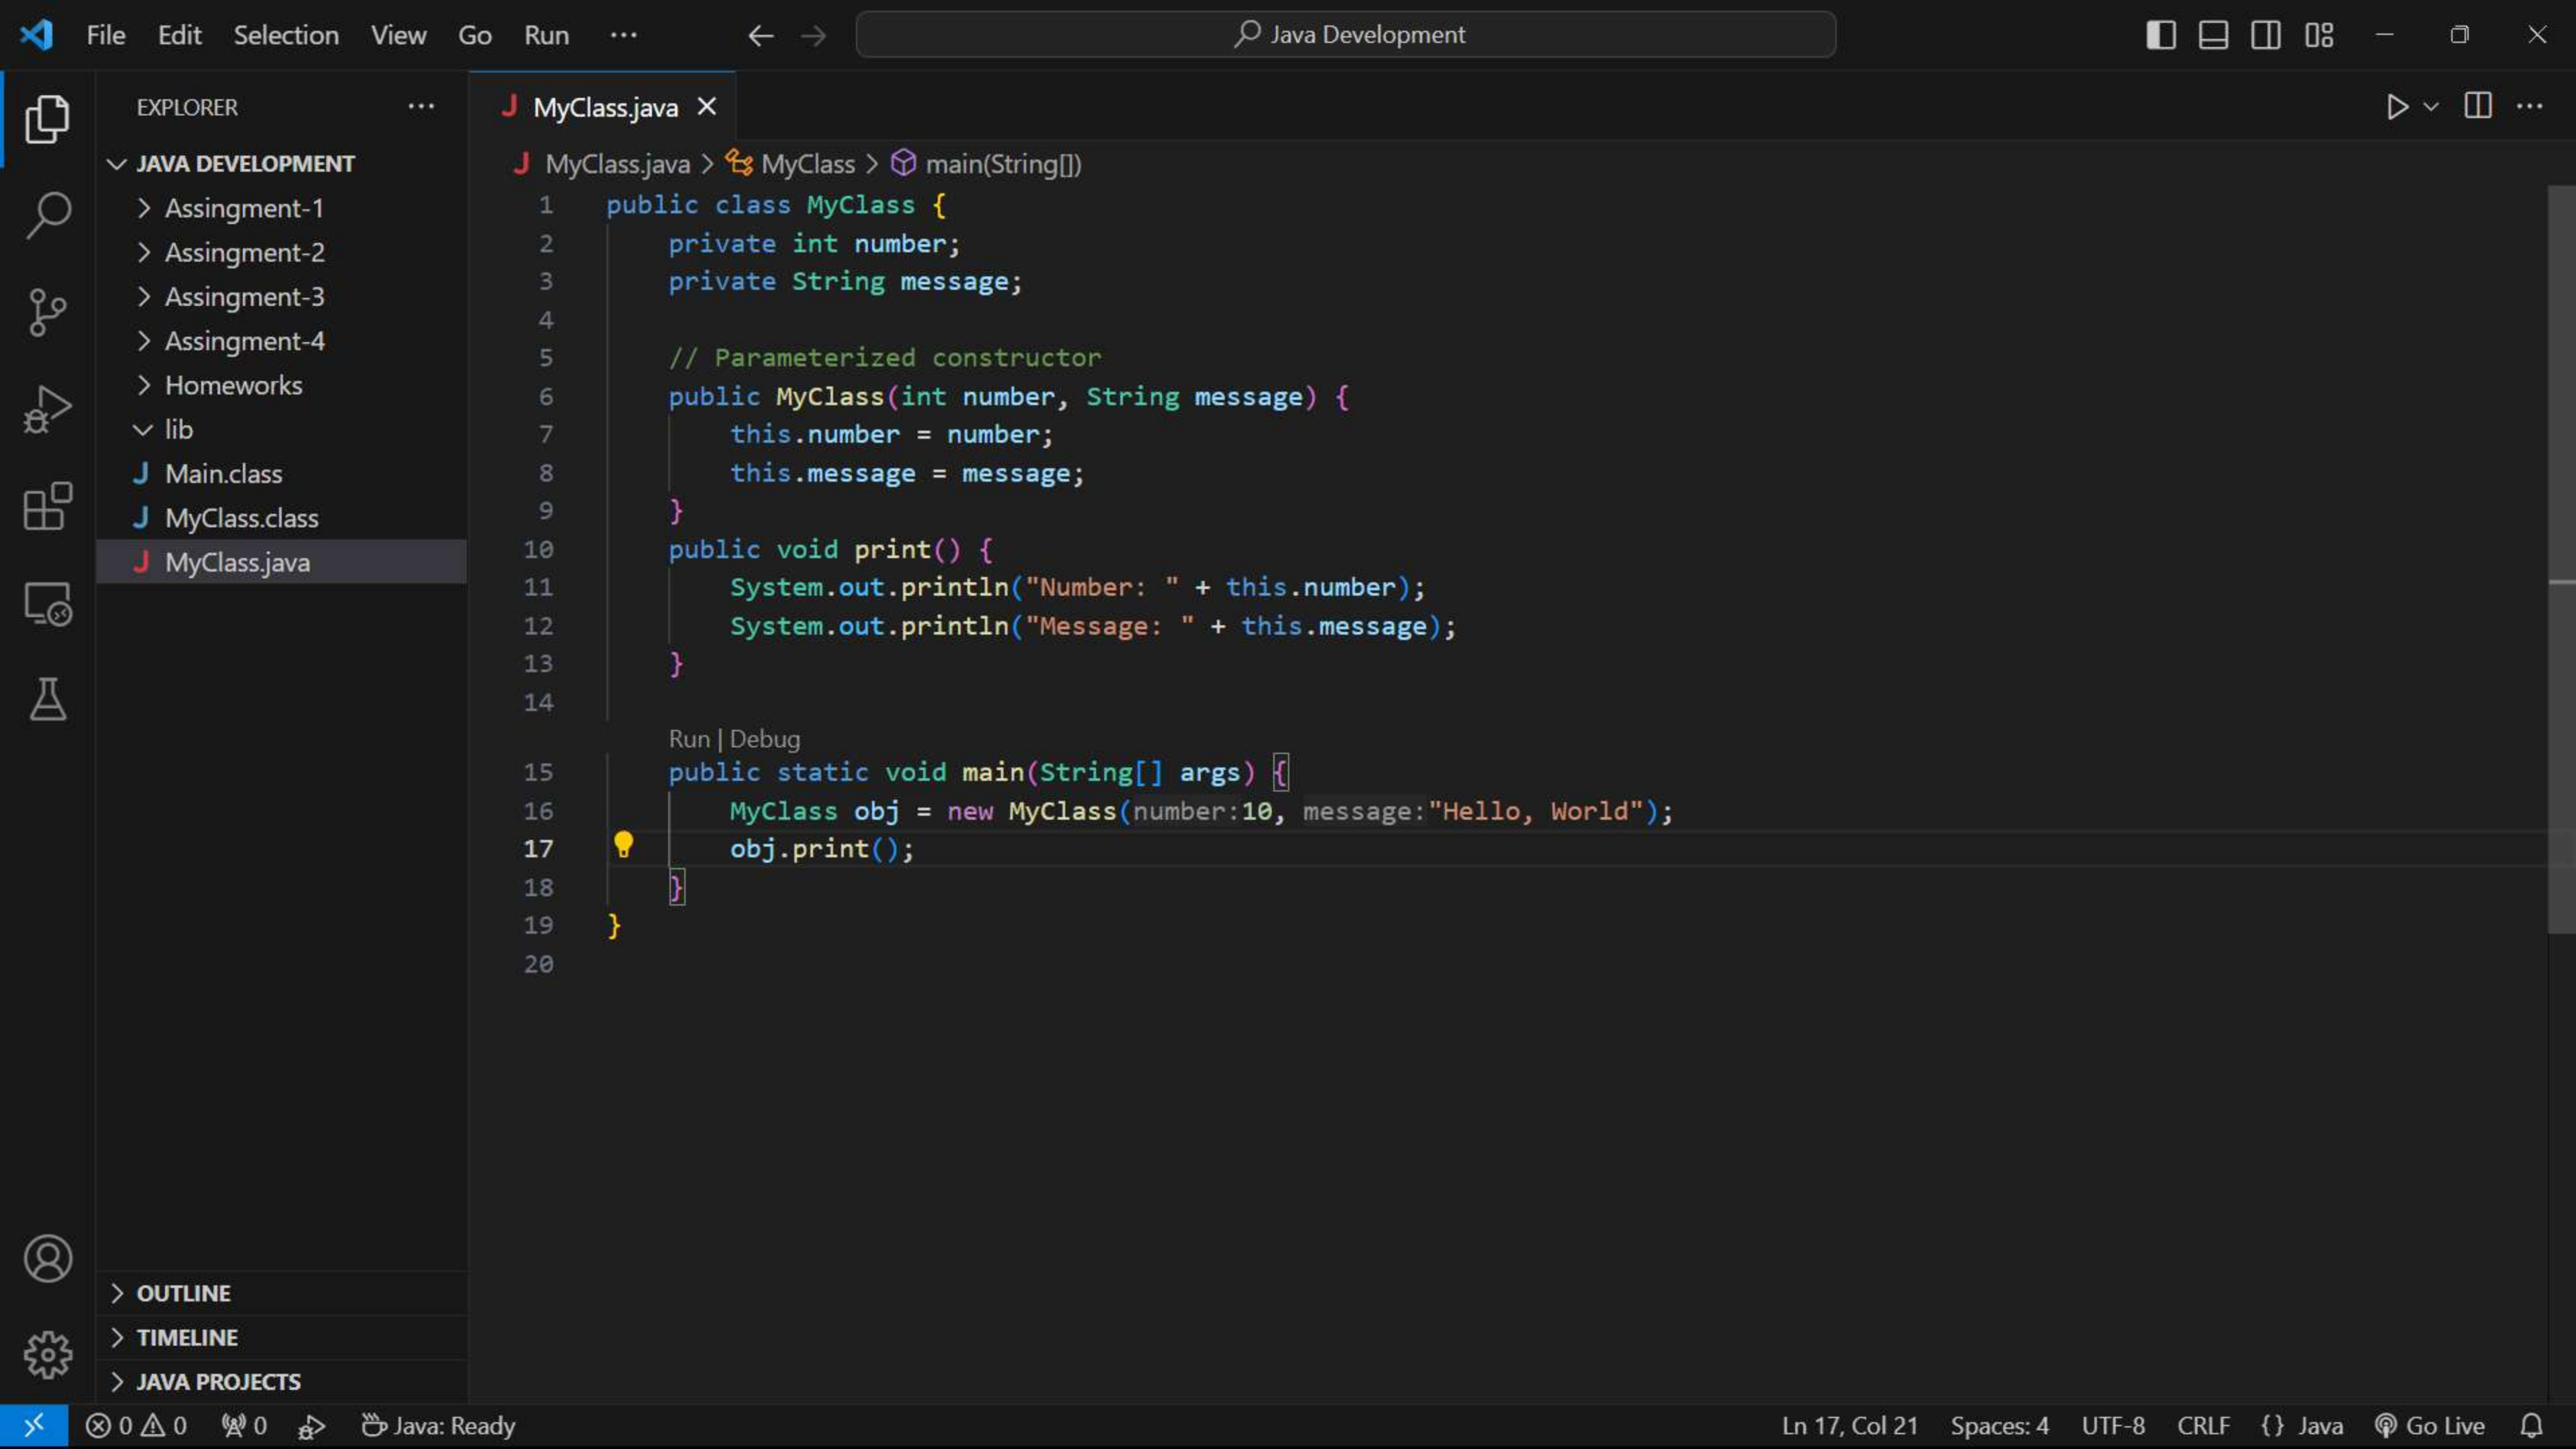 File Edit Selection View Go Run ··· Java Development
EXPLORER ···
JAVA DEVELOPMENT
Assingment-1
Assingment-2
Assingment-3
Assingment-4
Homeworks
lib
J Main.class
J MyClass.class
J MyClass.java
OUTLINE
TIMELINE
JAVA PROJECTS
J MyClass.java
J MyClass.java > MyClass > main(String[])
1 public class MyClass {
2 private int number;
3 private String message;
4
5 // Parameterized constructor
6 public MyClass(int number, String message) {
7 this.number = number;
8 this.message = message;
9 }
10 public void print() {
11 System.out.println("Number: " + this.number);
12 System.out.println("Message: " + this.message);
13 }
14
Run | Debug
15 public static void main(String[] args) {
16 MyClass obj = new MyClass(number:10, message:"Hello, World");
17 obj.print();
18 }
19 }
20
0 0 0 Java: Ready Ln 17, Col 21 Spaces: 4 UTF-8 CRLF {} Java Go Live